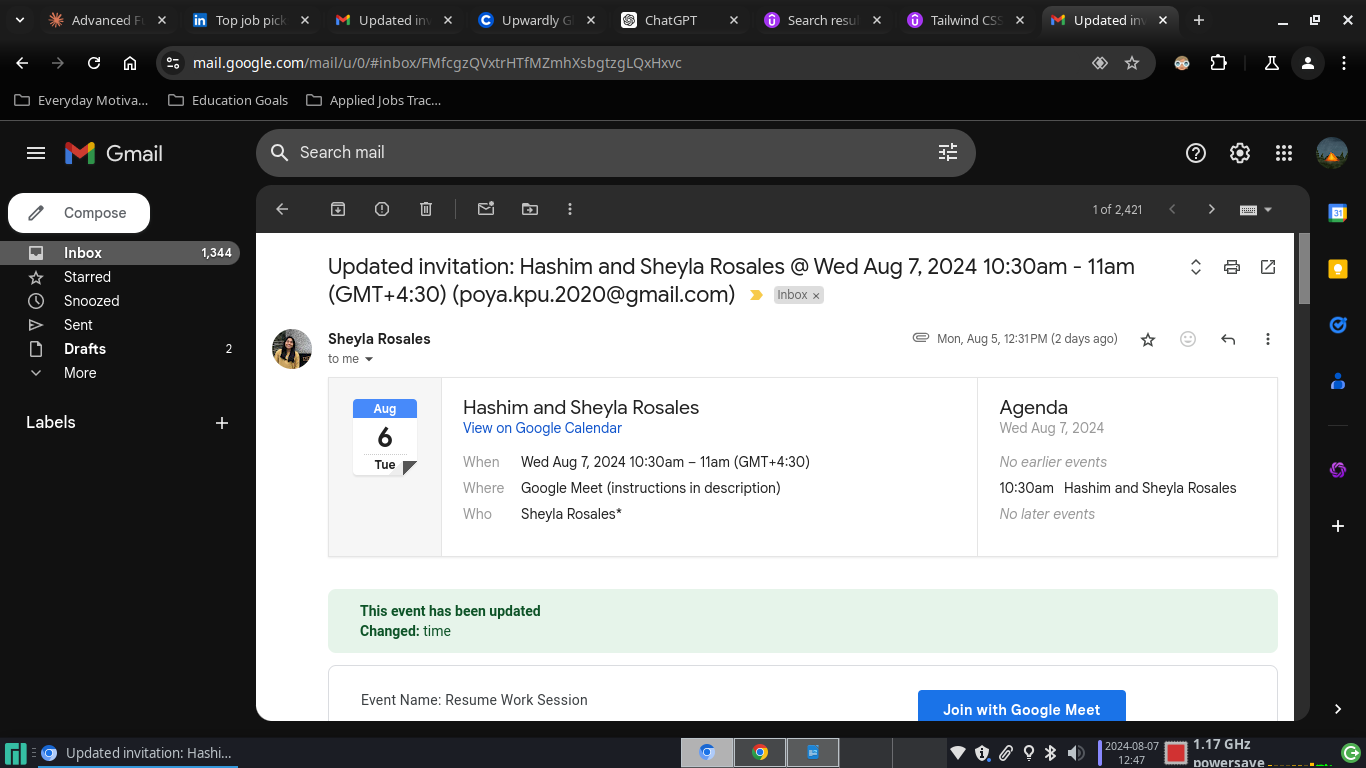 Advanced Fu
Top job pick
Updated inv
Upwardly Gl
ChatGPT
Search resul
Tailwind CSS
Updated inv
mail.google.com/mail/u/0/#inbox/FMfcgzQVxtrHTfMZmhXsbgtzgLQxHxvc
Everyday Motiva...
Education Goals
Applied Jobs Trac...
Gmail
Search mail
Compose
1 of 2,421
Inbox 1,344
Starred
Snoozed
Sent
Drafts 2
More
Labels
Updated invitation: Hashim and Sheyla Rosales @ Wed Aug 7, 2024 10:30am - 11am
(GMT+4:30) (poya.kpu.2020@gmail.com) Inbox x
Sheyla Rosales
Mon, Aug 5, 12:31 PM (2 days ago)
to me
Aug
6
Tue
Hashim and Sheyla Rosales
View on Google Calendar
When Wed Aug 7, 2024 10:30am – 11am (GMT+4:30)
Where Google Meet (instructions in description)
Who Sheyla Rosales*
Agenda
Wed Aug 7, 2024
No earlier events
10:30am Hashim and Sheyla Rosales
No later events
This event has been updated
Changed: time
Event Name: Resume Work Session
Join with Google Meet
31
Updated invitation: Hashi...
2024-08-07
12:47
1.17 GHz
powersave